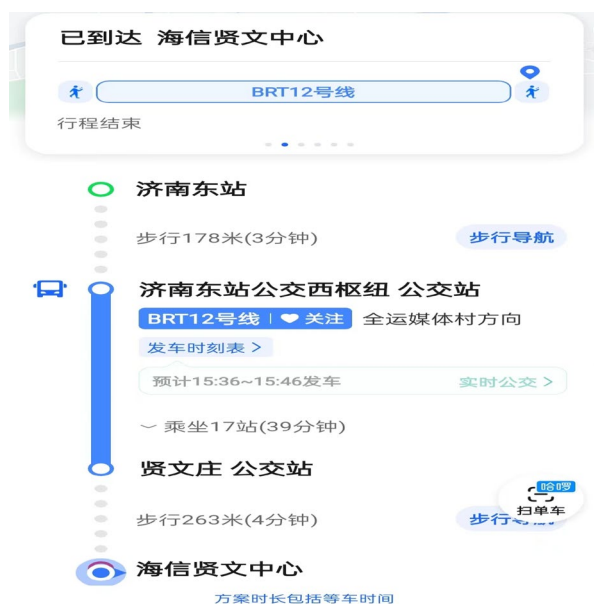 已到达 海信贤文中心
BRT12号线
行程结束
济南东站
步行178米(3分钟)
步行导航
济南东站公交西枢纽 公交站
BRT12号线 | 关注 全运媒体村方向
发车时刻表 >
预计15:36~15:46发车
实时公交 >
乘坐17站(39分钟)
贤文庄 公交站
哈啰
扫单车
步行263米(4分钟)
步行导航
海信贤文中心
方案时长包括等车时间